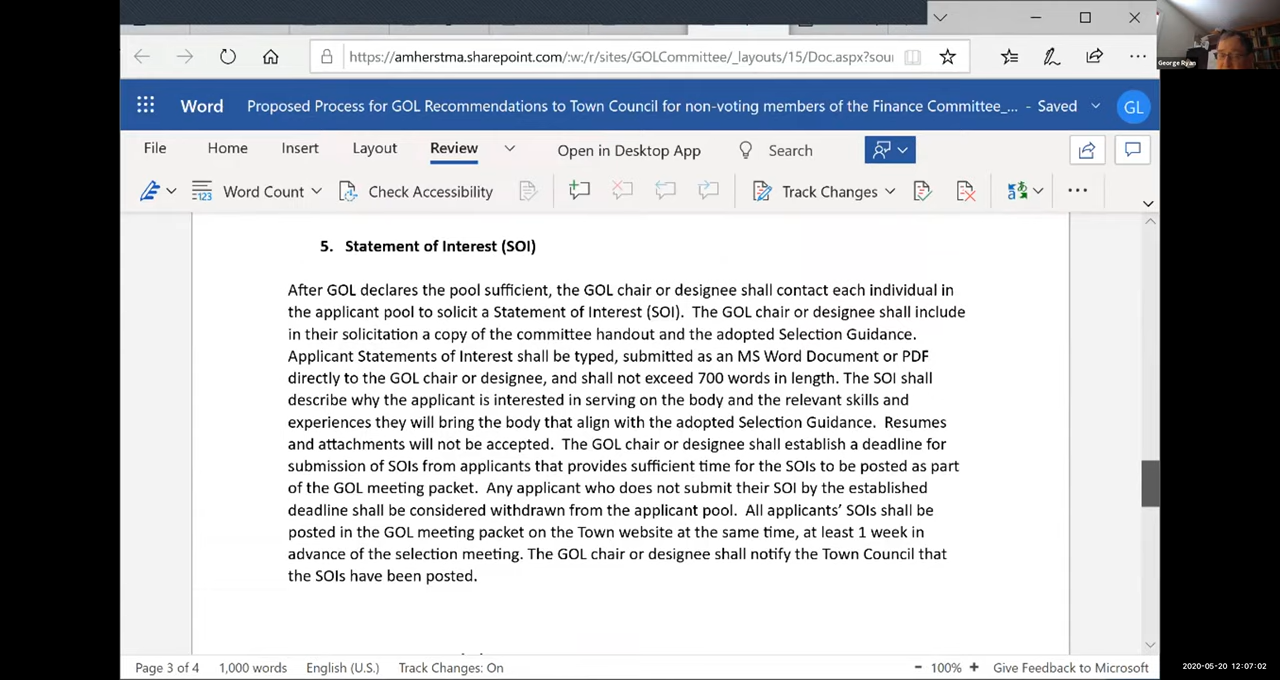 https://amherstma.sharepoint.com/:w:/r/sites/GOLCommittee/_layouts/15/Doc.aspx?sour
George Ryan
Word Proposed Process for GOL Recommendations to Town Council for non-voting members of the Finance Committee_... - Saved GL
File Home Insert Layout Review Open in Desktop App Search
123 Word Count Check Accessibility Track Changes
5. Statement of Interest (SOI)
After GOL declares the pool sufficient, the GOL chair or designee shall contact each individual in
the applicant pool to solicit a Statement of Interest (SOI). The GOL chair or designee shall include
in their solicitation a copy of the committee handout and the adopted Selection Guidance.
Applicant Statements of Interest shall be typed, submitted as an MS Word Document or PDF
directly to the GOL chair or designee, and shall not exceed 700 words in length. The SOI shall
describe why the applicant is interested in serving on the body and the relevant skills and
experiences they will bring the body that align with the adopted Selection Guidance. Resumes
and attachments will not be accepted. The GOL chair or designee shall establish a deadline for
submission of SOIs from applicants that provides sufficient time for the SOIs to be posted as part
of the GOL meeting packet. Any applicant who does not submit their SOI by the established
deadline shall be considered withdrawn from the applicant pool. All applicants' SOIs shall be
posted in the GOL meeting packet on the Town website at the same time, at least 1 week in
advance of the selection meeting. The GOL chair or designee shall notify the Town Council that
the SOIs have been posted.
Page 3 of 4 1,000 words English (U.S.) Track Changes: On - 100% + Give Feedback to Microsoft
2020-05-20 12:07:02